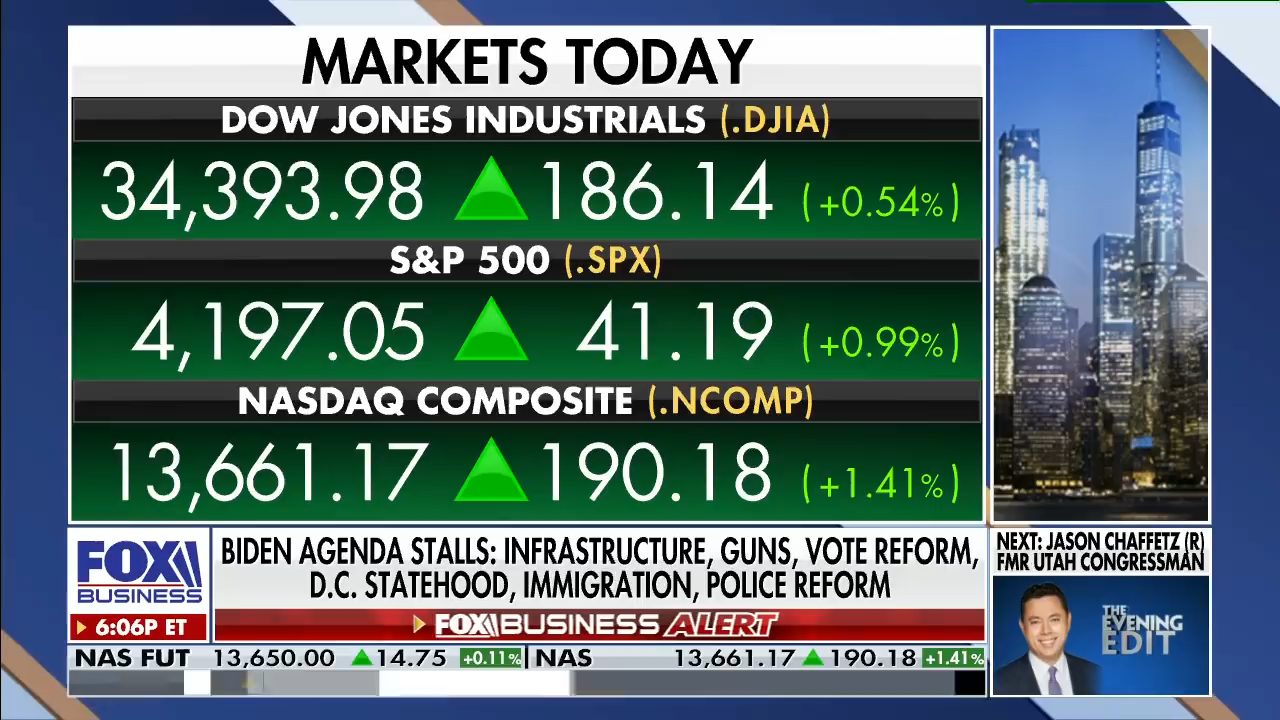 MARKETS TODAY
DOW JONES INDUSTRIALS (.DJIA)
34,393.98 ▲ 186.14 (+0.54%)
S&P 500 (.SPX)
4,197.05 ▲ 41.19 (+0.99%)
NASDAQ COMPOSITE (.NCOMP)
13,661.17 ▲ 190.18 (+1.41%)
FOX
BUSINESS
6:06P ET
BIDEN AGENDA STALLS: INFRASTRUCTURE, GUNS, VOTE REFORM,
D.C. STATEHOOD, IMMIGRATION, POLICE REFORM
FOX BUSINESS ALERT
NEXT: JASON CHAFFETZ (R)
FMR UTAH CONGRESSMAN
THE
EVENING
EDIT
NAS FUT 13,650.00 ▲ 14.75 +0.11% NAS 13,661.17 ▲ 190.18 +1.41%